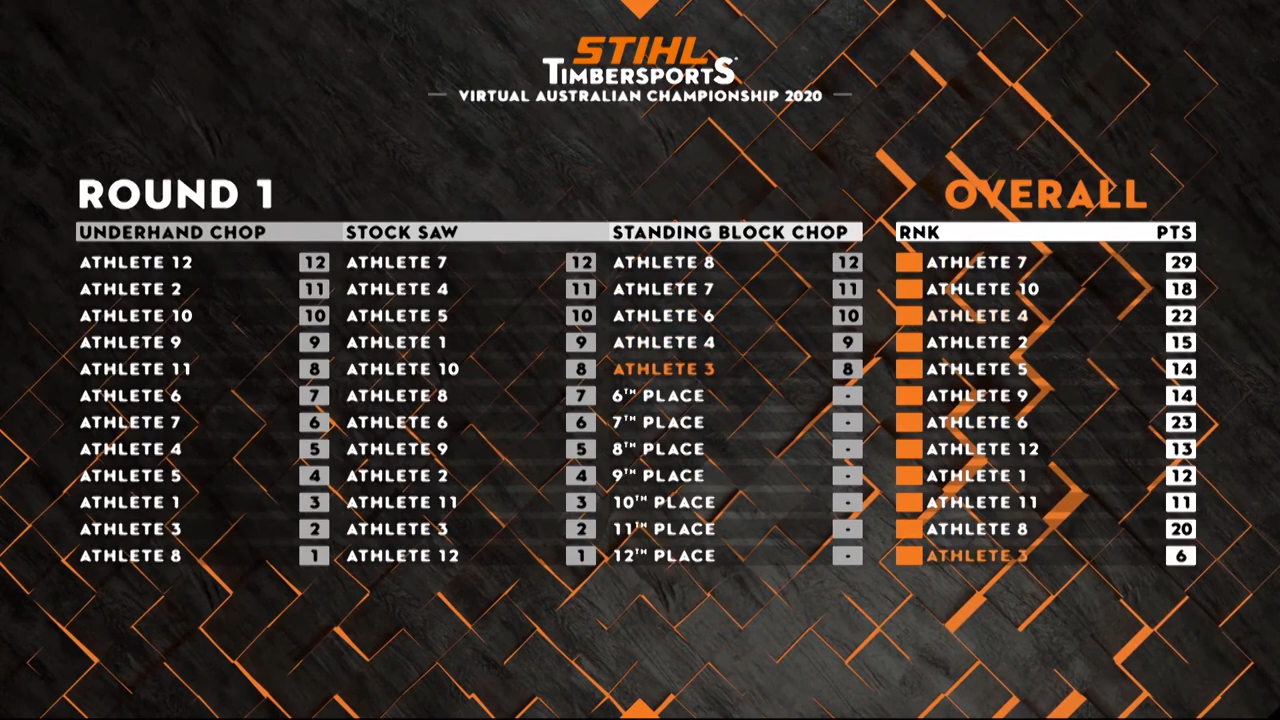 STIHL
TIMBERSPORTS
VIRTUAL AUSTRALIAN CHAMPIONSHIP 2020
ROUND 1 OVERALL
UNDERHAND CHOP STOCK SAW STANDING BLOCK CHOP RNK PTS
ATHLETE 12 12 ATHLETE 7 12 ATHLETE 8 12 ATHLETE 7 29
ATHLETE 2 11 ATHLETE 4 11 ATHLETE 7 11 ATHLETE 10 18
ATHLETE 10 10 ATHLETE 5 10 ATHLETE 6 10 ATHLETE 4 22
ATHLETE 9 9 ATHLETE 1 9 ATHLETE 4 9 ATHLETE 2 15
ATHLETE 11 8 ATHLETE 10 8 ATHLETE 3 8 ATHLETE 5 14
ATHLETE 6 7 ATHLETE 8 7 6TH PLACE - ATHLETE 9 14
ATHLETE 7 6 ATHLETE 6 6 7TH PLACE - ATHLETE 6 23
ATHLETE 4 5 ATHLETE 9 5 8TH PLACE - ATHLETE 12 13
ATHLETE 5 4 ATHLETE 2 4 9TH PLACE - ATHLETE 1 12
ATHLETE 1 3 ATHLETE 11 3 10TH PLACE - ATHLETE 11 11
ATHLETE 3 2 ATHLETE 3 2 11TH PLACE - ATHLETE 8 20
ATHLETE 8 1 ATHLETE 12 1 12TH PLACE - ATHLETE 3 6